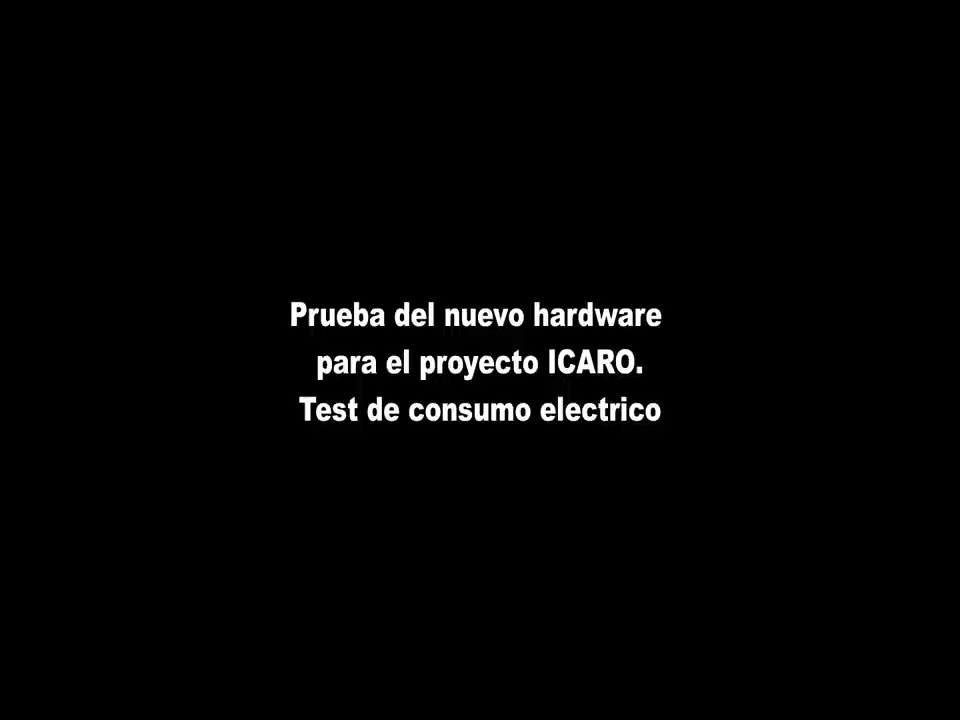 Prueba del nuevo hardware
para el proyecto ICARO.
Test de consumo electrico